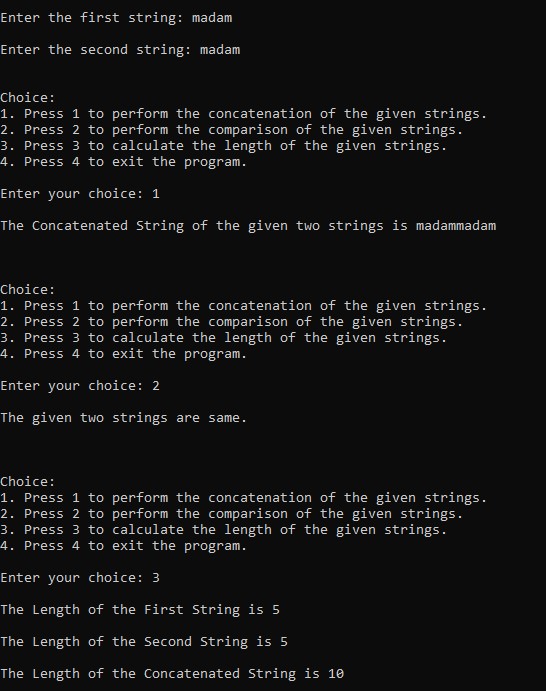 Enter the first string: madam
Enter the second string: madam
Choice:
1. Press 1 to perform the concatenation of the given strings.
2. Press 2 to perform the comparison of the given strings.
3. Press 3 to calculate the length of the given strings.
4. Press 4 to exit the program.
Enter your choice: 1
The Concatenated String of the given two strings is madammadam
Choice:
1. Press 1 to perform the concatenation of the given strings.
2. Press 2 to perform the comparison of the given strings.
3. Press 3 to calculate the length of the given strings.
4. Press 4 to exit the program.
Enter your choice: 2
The given two strings are same.
Choice:
1. Press 1 to perform the concatenation of the given strings.
2. Press 2 to perform the comparison of the given strings.
3. Press 3 to calculate the length of the given strings.
4. Press 4 to exit the program.
Enter your choice: 3
The Length of the First String is 5
The Length of the Second String is 5
The Length of the Concatenated String is 10